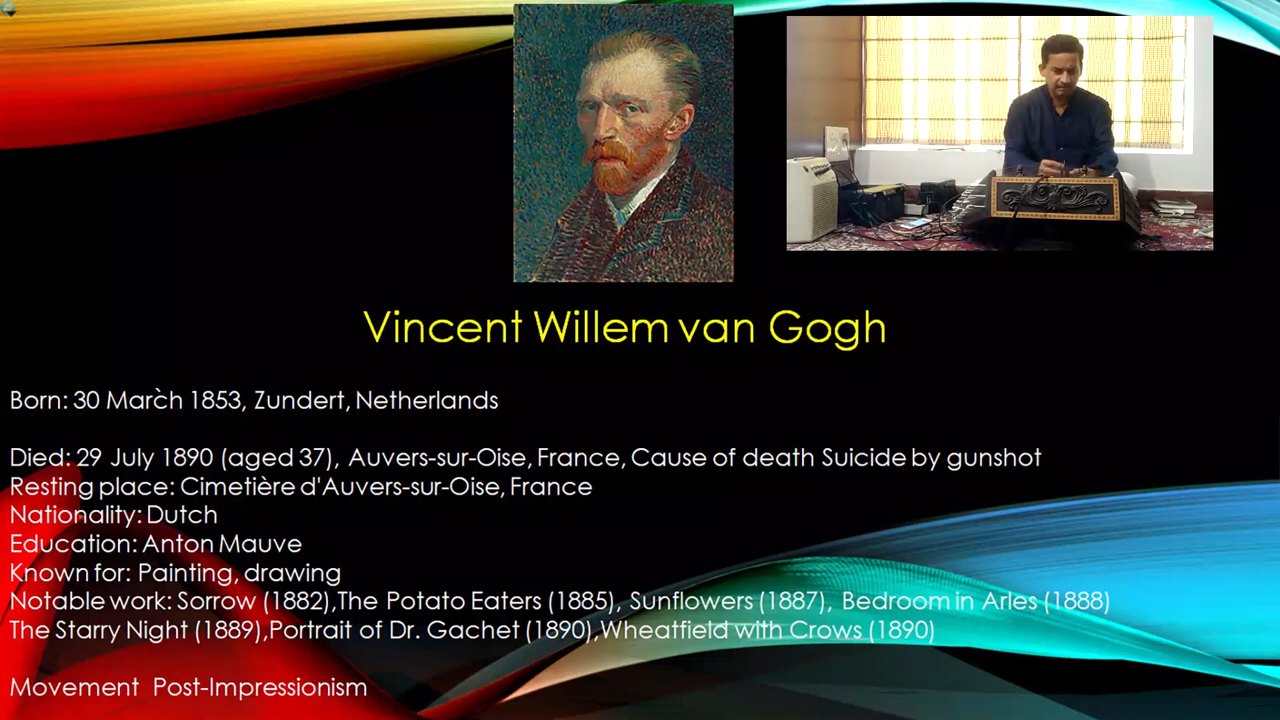 Vincent Willem van Gogh
Born: 30 Marc̀h 1853, Zundert, Netherlands
Died: 29 July 1890 (aged 37), Auvers-sur-Oise, France, Cause of death Suicide by gunshot
Resting place: Cimetière d'Auvers-sur-Oise, France
Nationality: Dutch
Education: Anton Mauve
Known for: Painting, drawing
Notable work: Sorrow (1882),The Potato Eaters (1885), Sunflowers (1887), Bedroom in Arles (1888)
The Starry Night (1889),Portrait of Dr. Gachet (1890),Wheatfield with Crows (1890)
Movement Post-Impressionism